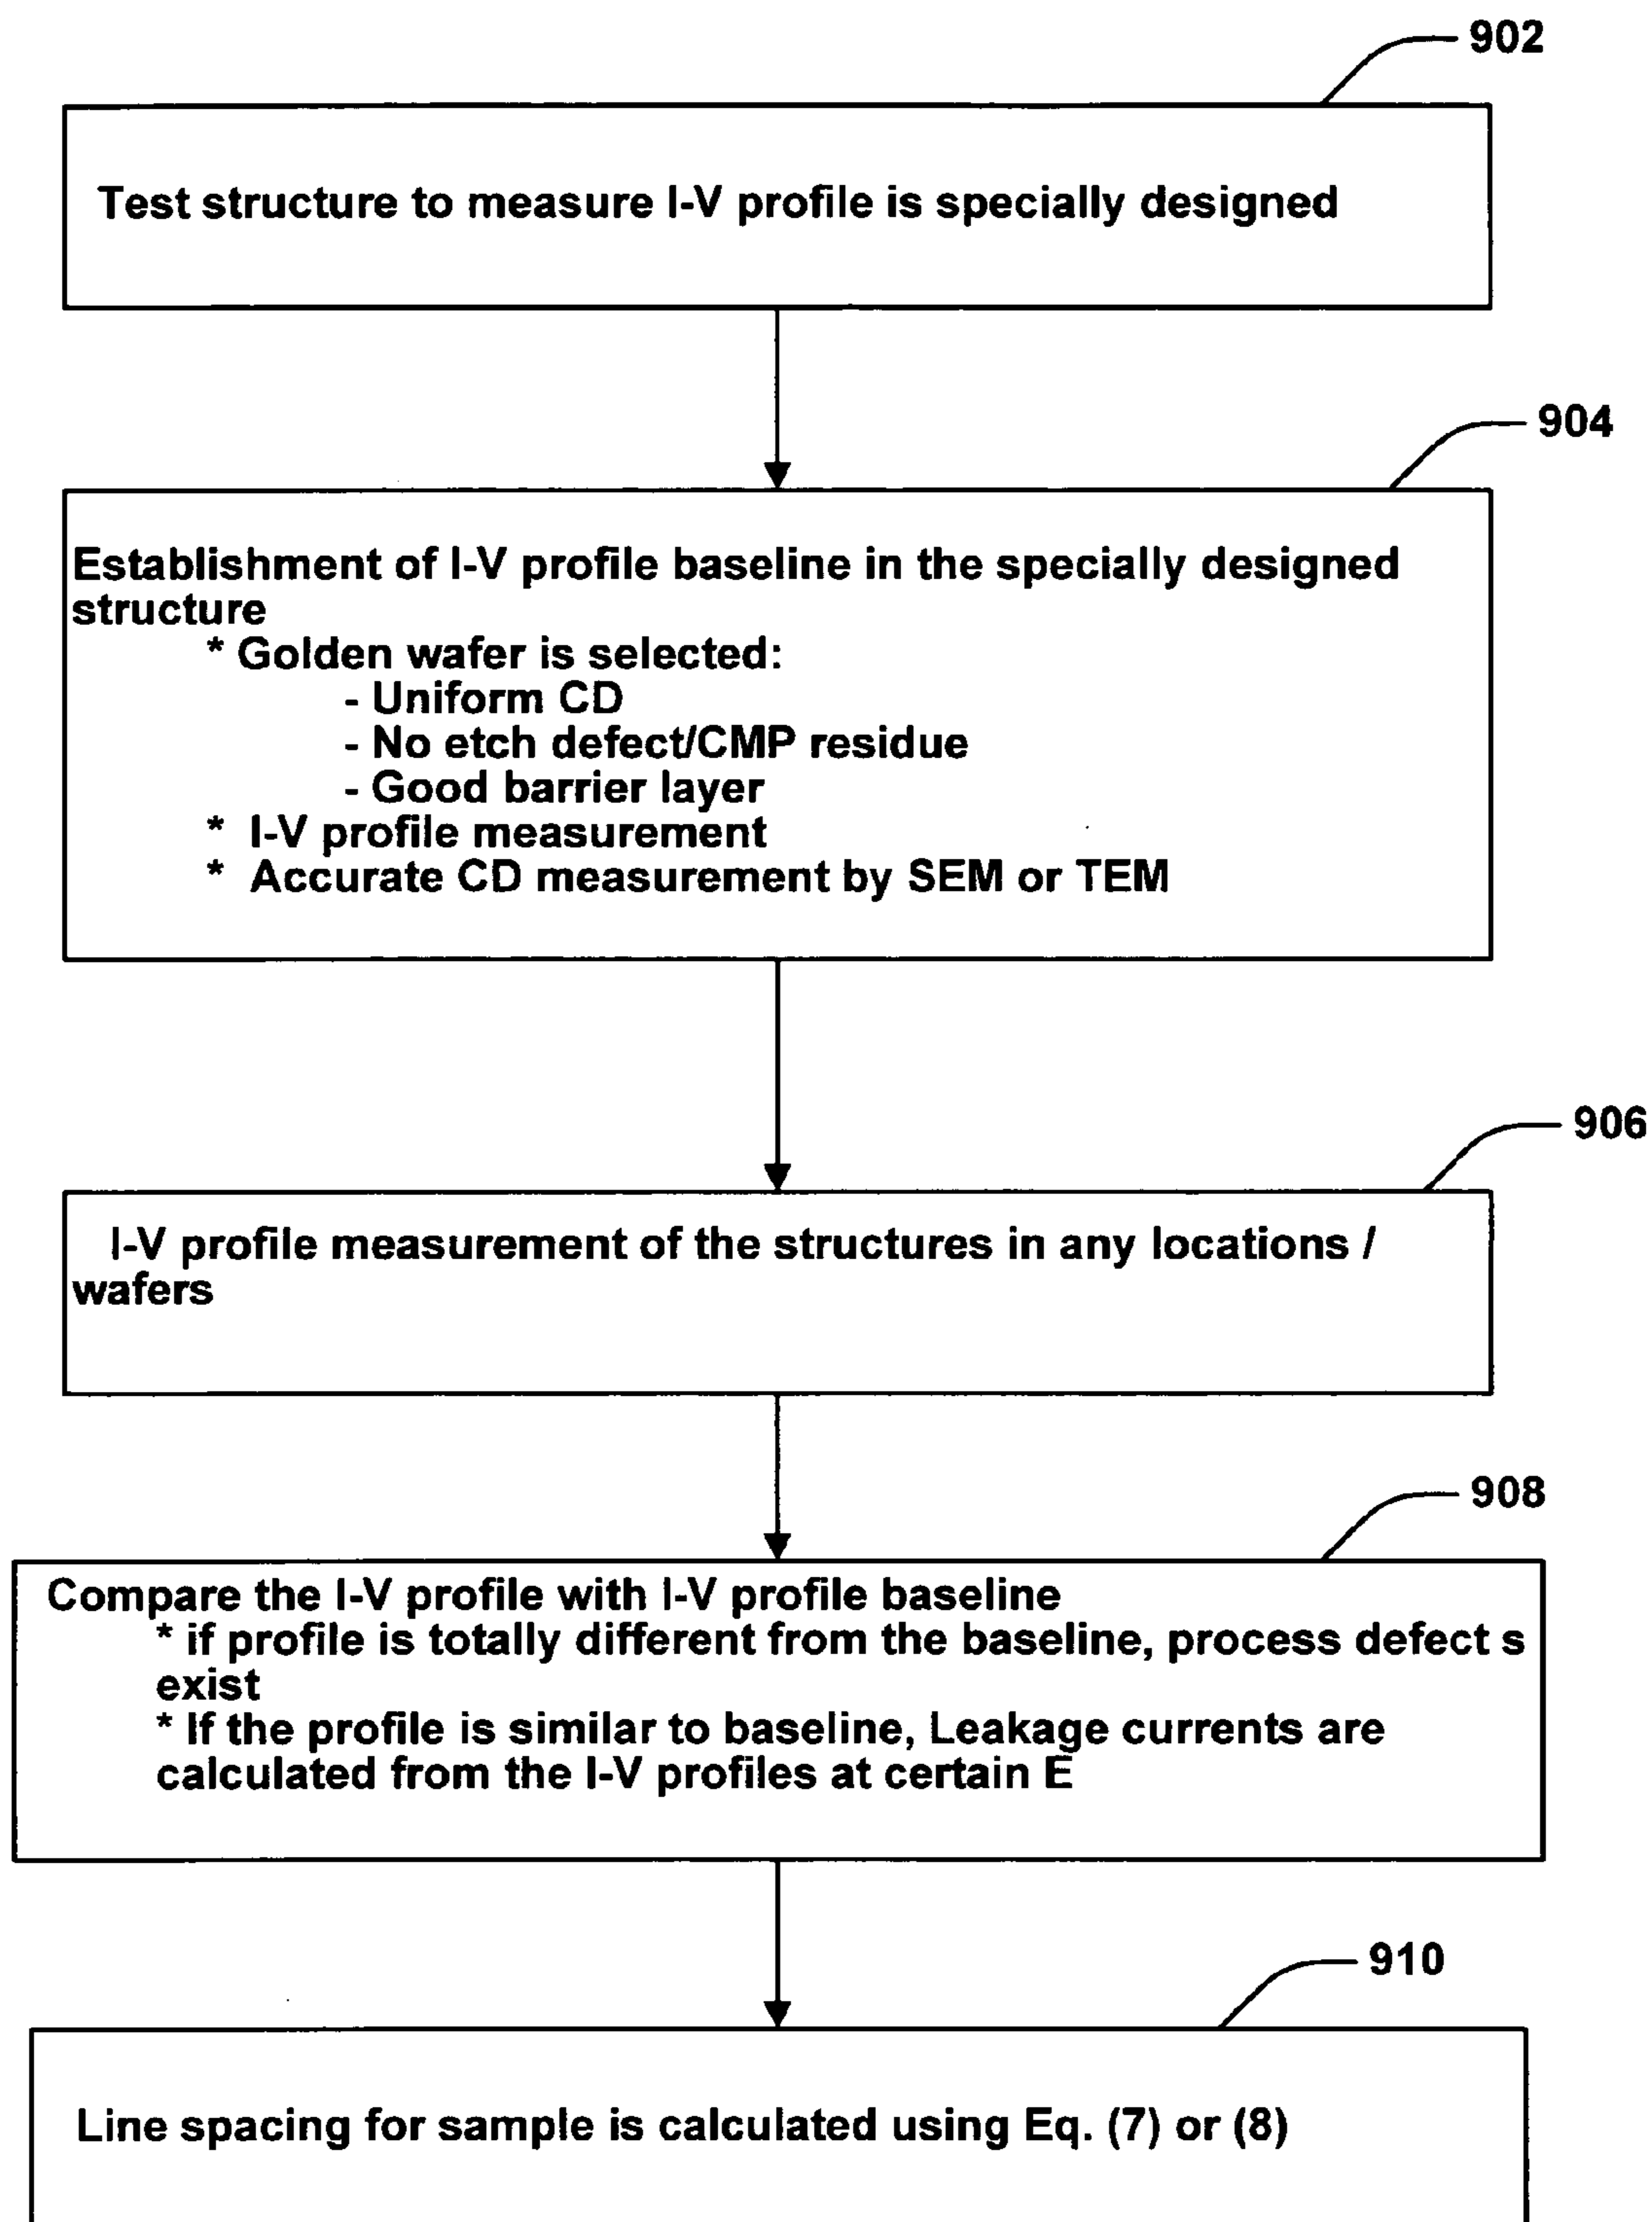 902
Test structure to measure I-V profile is specially designed
904
Establishment of I-V profile baseline in the specially designed
structure
* Golden wafer is selected:
- Uniform CD
- No etch defect/CMP residue
- Good barrier layer
* I-V profile measurement
* Accurate CD measurement by SEM or TEM
906
I-V profile measurement of the structures in any locations /
wafers
908
Compare the I-V profile with I-V profile baseline
* if profile is totally different from the baseline, process defect s
exist
* If the profile is similar to baseline, Leakage currents are
calculated from the I-V profiles at certain E
910
Line spacing for sample is calculated using Eq. (7) or (8)